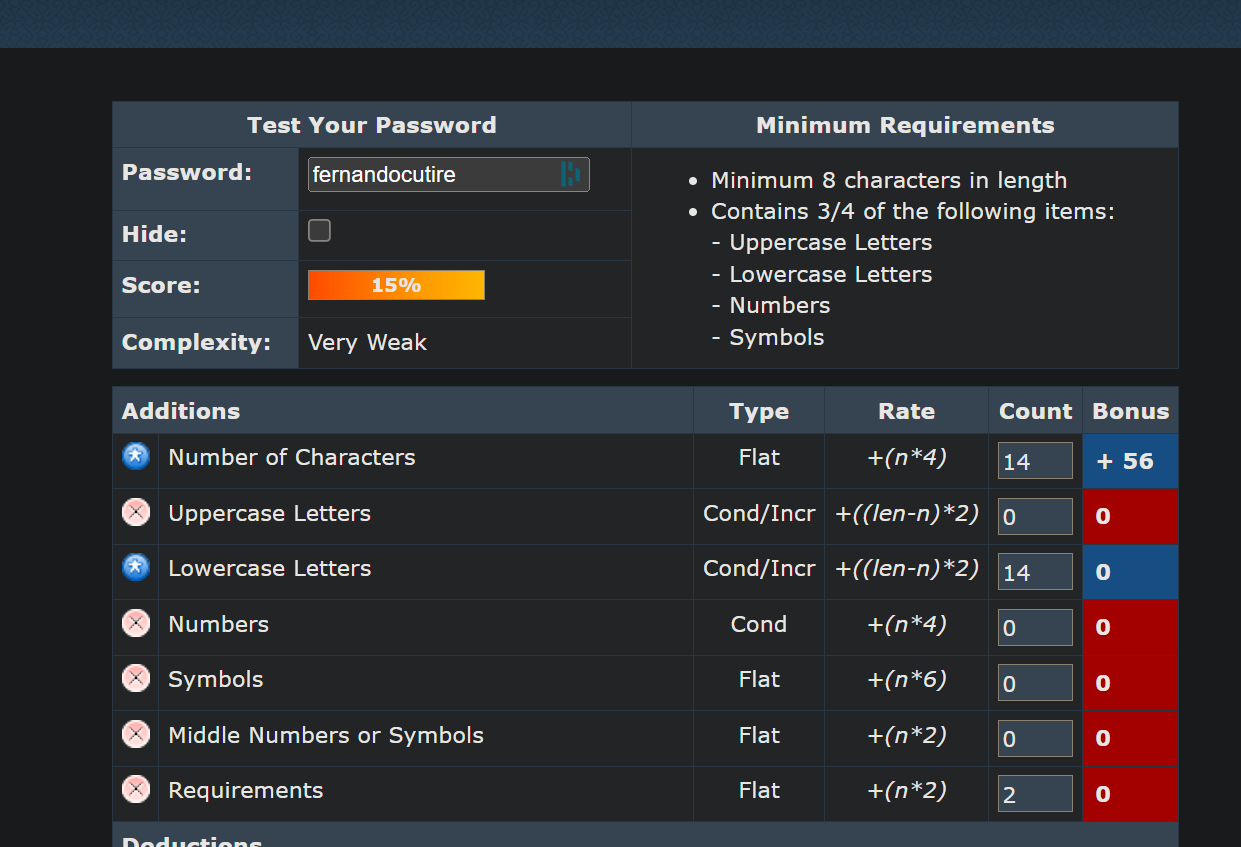 Test Your Password
Minimum Requirements
Password:
fernandocutire
Hide:
Score:
15%
Complexity:
Very Weak
• Minimum 8 characters in length
• Contains 3/4 of the following items:
- Uppercase Letters
- Lowercase Letters
- Numbers
- Symbols
Additions Type Rate Count Bonus
Number of Characters Flat +(n*4) 14 + 56
Uppercase Letters Cond/Incr +((len-n)*2) 0 0
Lowercase Letters Cond/Incr +((len-n)*2) 14 0
Numbers Cond +(n*4) 0 0
Symbols Flat +(n*6) 0 0
Middle Numbers or Symbols Flat +(n*2) 0 0
Requirements Flat +(n*2) 2 0
Deductions